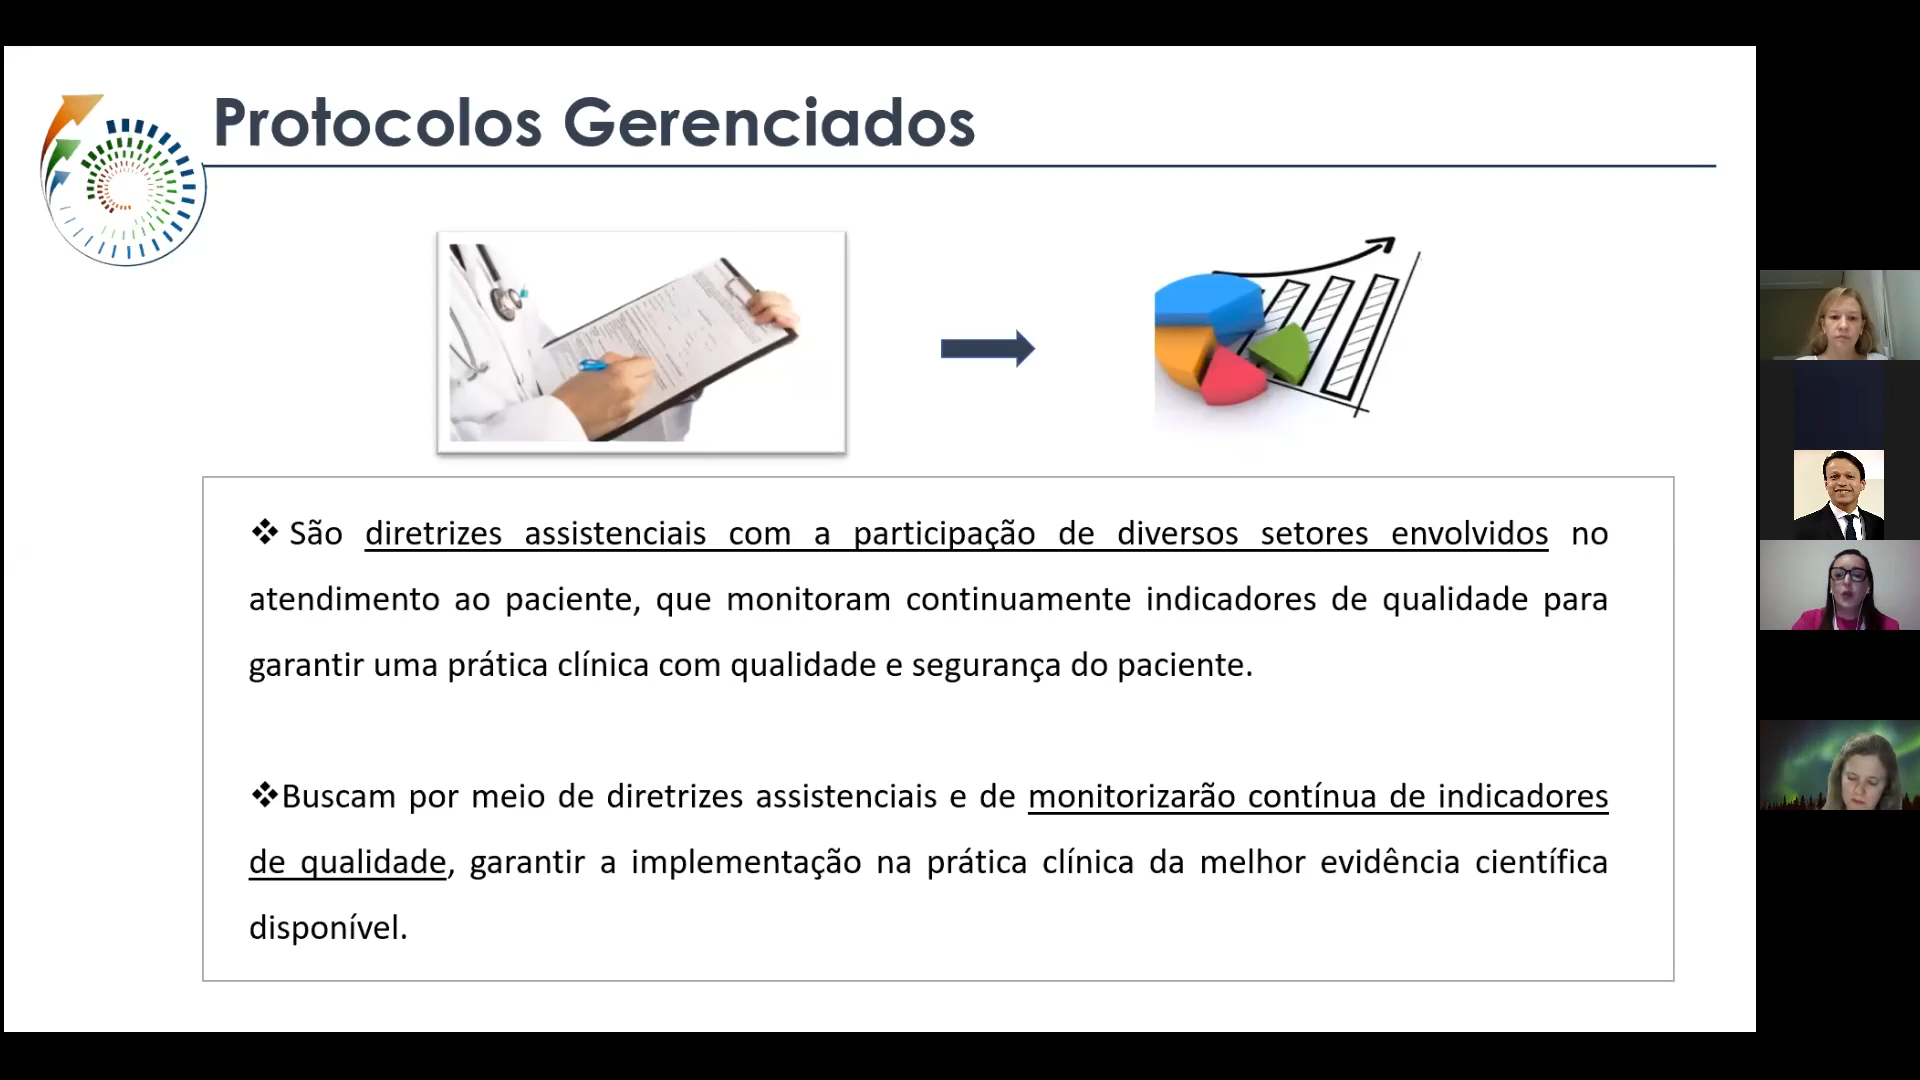 Protocolos Gerenciados
❖ São diretrizes assistenciais com a participação de diversos setores envolvidos no
atendimento ao paciente, que monitoram continuamente indicadores de qualidade para
garantir uma prática clínica com qualidade e segurança do paciente.
❖Buscam por meio de diretrizes assistenciais e de monitorizarão contínua de indicadores
de qualidade, garantir a implementação na prática clínica da melhor evidência científica
disponível.